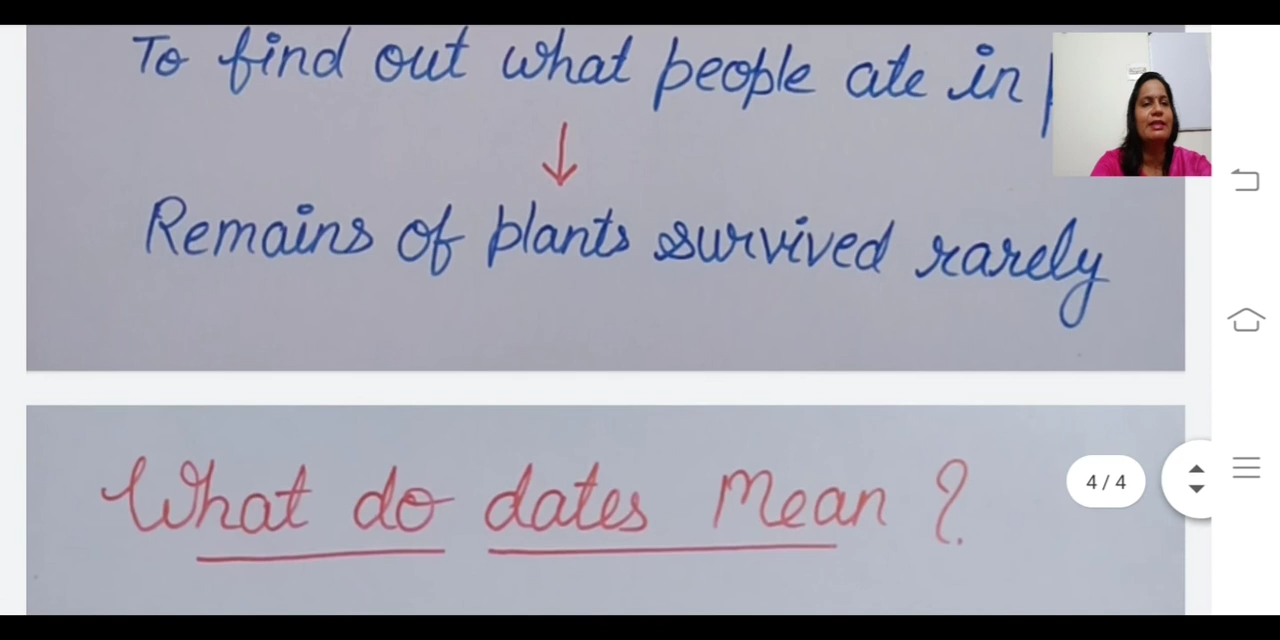 To find out what people ate in
↓
Remains of plants survived rarely
What do dates Mean ?
4 / 4